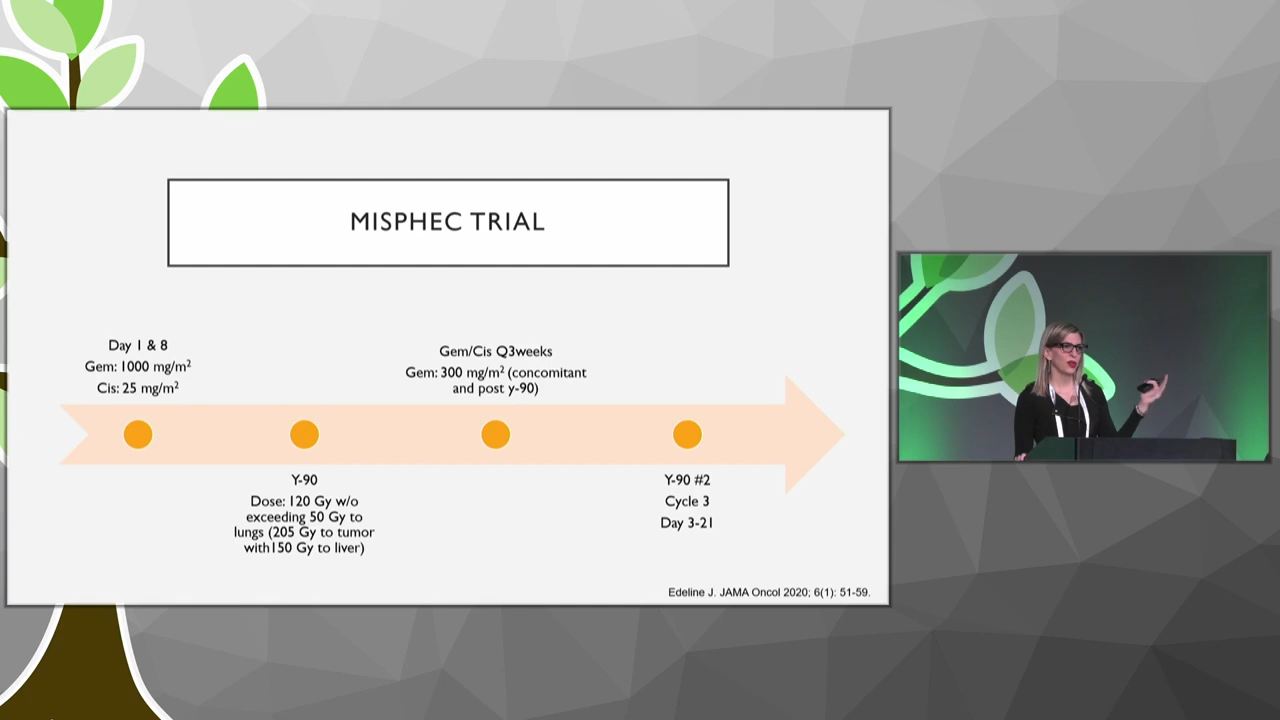 MISPHEC TRIAL
Day 1 & 8
Gem: 1000 mg/m²
Cis: 25 mg/m²
Gem/Cis Q3weeks
Gem: 300 mg/m² (concomitant
and post y-90)
Y-90
Dose: 120 Gy w/o
exceeding 50 Gy to
lungs (205 Gy to tumor
with150 Gy to liver)
Y-90 #2
Cycle 3
Day 3-21
Edeline J. JAMA Oncol 2020; 6(1): 51-59.